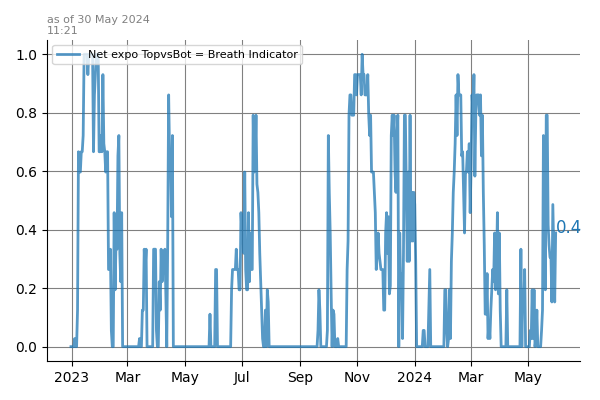 as of 30 May 2024
11:21
Net expo TopvsBot = Breath Indicator
1.0
0.8
0.6
0.4
0.4
0.2
0.0
2023 Mar May Jul Sep Nov 2024 Mar May